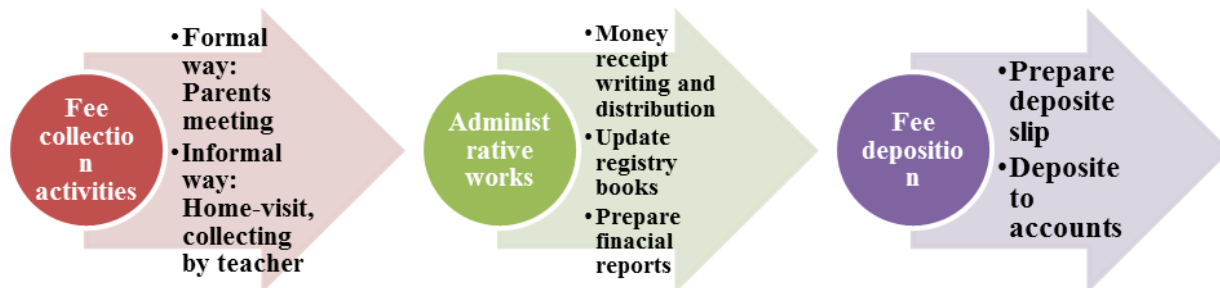 Fee
collectio
n
activities
•Formal
way:
Parents
meeting
•Informal
way:
Home-visit,
collecting
by teacher
Administ
rative
works
•Money
receipt
writing and
distribution
•Update
registry
books
•Prepare
finacial
reports
Fee
depositio
n
•Prepare
deposite
slip
•Deposite
to
accounts